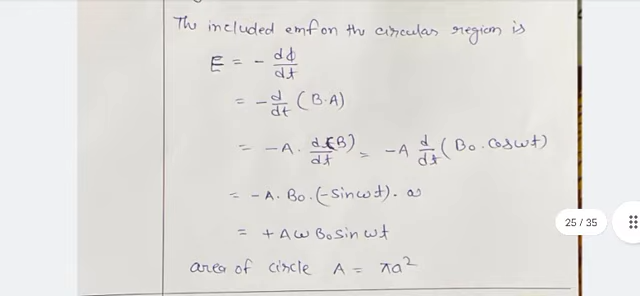 The included emf on the circular region is
E = - dϕ/dt
= - d/dt (B·A)
= -A · d(B)/dt = -A d/dt (B₀ · cosωt)
= -A· B₀· (-sinωt) · ω
= + Aω B₀ sin ωt
area of circle A = πa²
25 / 35